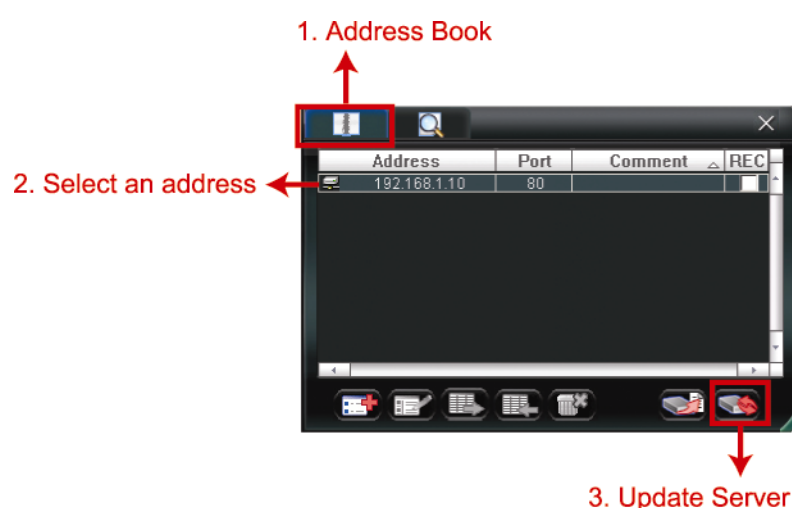 1. Address Book
Address Port Comment REC
2. Select an address
192.168.1.10 80
3. Update Server